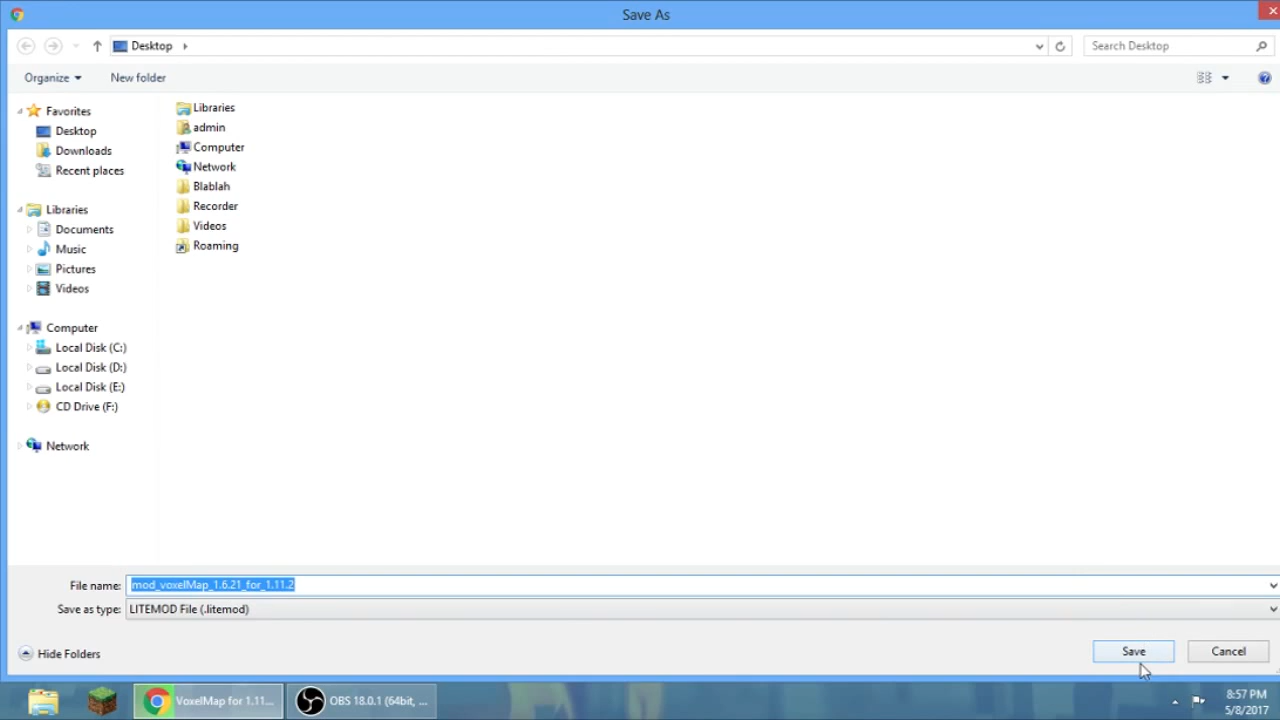 Save As
Desktop
Search Desktop
Organize
New folder
Favorites
Desktop
Downloads
Recent places
Libraries
Documents
Music
Pictures
Videos
Computer
Local Disk (C:)
Local Disk (D:)
Local Disk (E:)
CD Drive (F:)
Network
Libraries
admin
Computer
Network
Blablah
Recorder
Videos
Roaming
File name: mod_voxelMap_1.6.21_for_1.11.2
Save as type: LITEMOD File (.litemod)
Hide Folders
Save
Cancel
VoxelMap for 1.11...
OBS 18.0.1 (64bit, ...
8:57 PM
5/8/2017